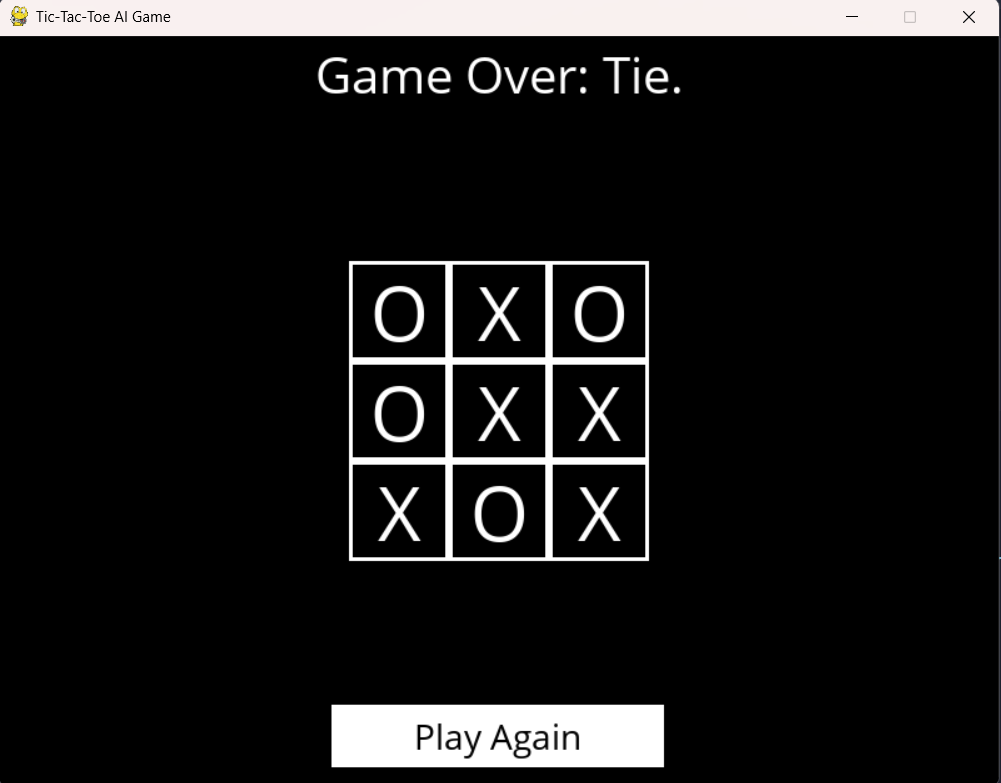 Tic-Tac-Toe AI Game
Game Over: Tie.
O X O
O X X
X O X
Play Again